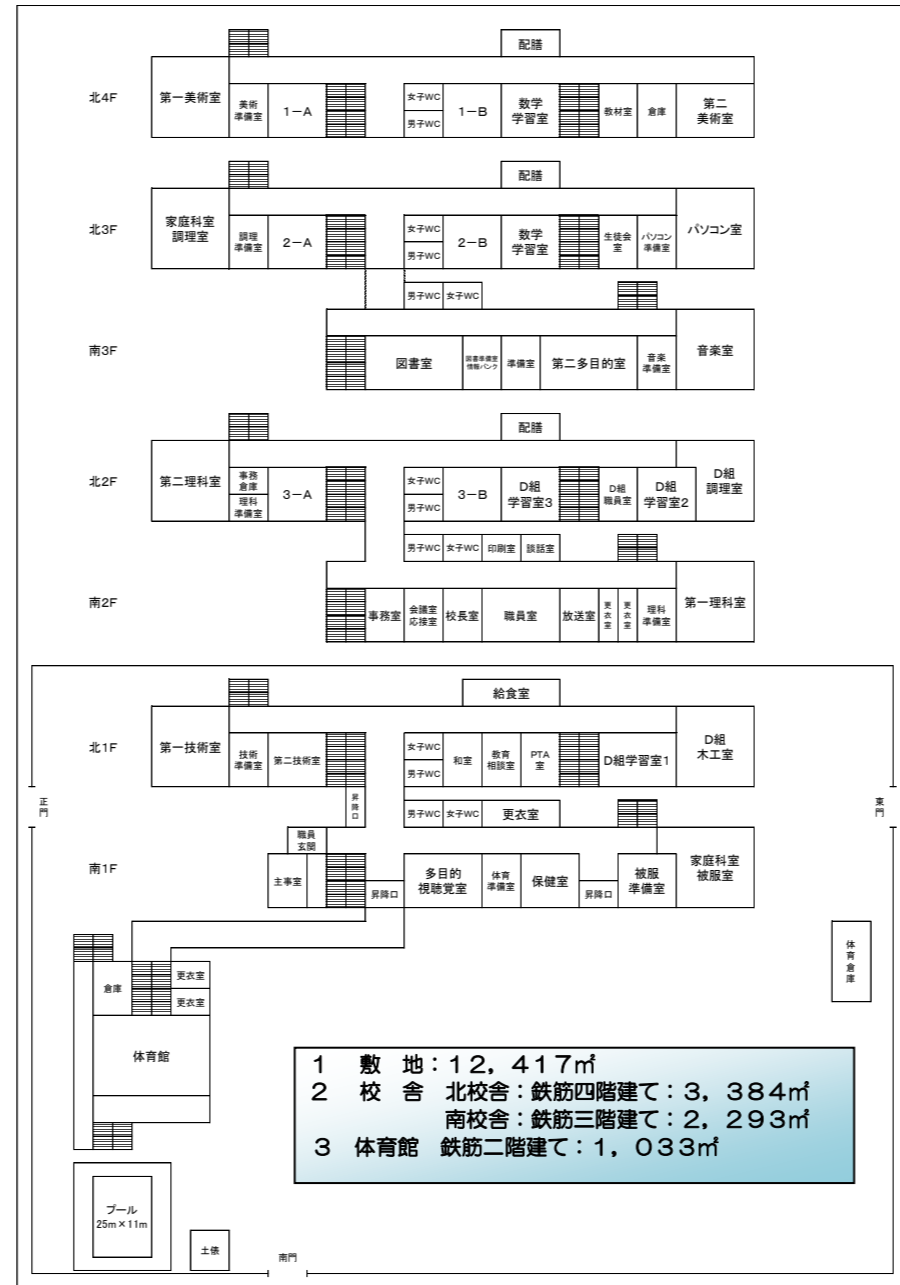 配膳
北4F
第一美術室
美術
準備室
1－A
女子WC
男子WC
1－B
数学
学習室
教材室
倉庫
第二
美術室
配膳
北3F
家庭科室
調理室
調理
準備室
2－A
女子WC
男子WC
2－B
数学
学習室
生徒会
室
パソコン
準備室
パソコン室
男子WC
女子WC
南3F
図書室
図書準備室
情報バンク
準備室
第二多目的室
音楽
準備室
音楽室
配膳
北2F
第二理科室
事務
倉庫
理科
準備室
3－A
女子WC
男子WC
3－B
D組
学習室3
D組
職員室
D組
学習室2
D組
調理室
男子WC
女子WC
印刷室
談話室
南2F
事務室
会議室
応接室
校長室
職員室
放送室
更衣室
更衣室
理科
準備室
第一理科室
給食室
北1F
第一技術室
技術
準備室
第二技術室
女子WC
男子WC
和室
教育
相談室
PTA
室
D組学習室1
D組
木工室
正門
昇降口
男子WC
女子WC
更衣室
東門
南1F
職員
玄関
主事室
昇降口
多目的
視聴覚室
体育
準備室
保健室
昇降口
被服
準備室
家庭科室
被服室
体育倉庫
倉庫
更衣室
更衣室
体育館
1　敷　地：12，417㎡
2　校　舎　北校舎：鉄筋四階建て：3，384㎡
南校舎：鉄筋三階建て：2，293㎡
3　体育館　鉄筋二階建て：1，033㎡
プール
25m×11m
土俵
南門